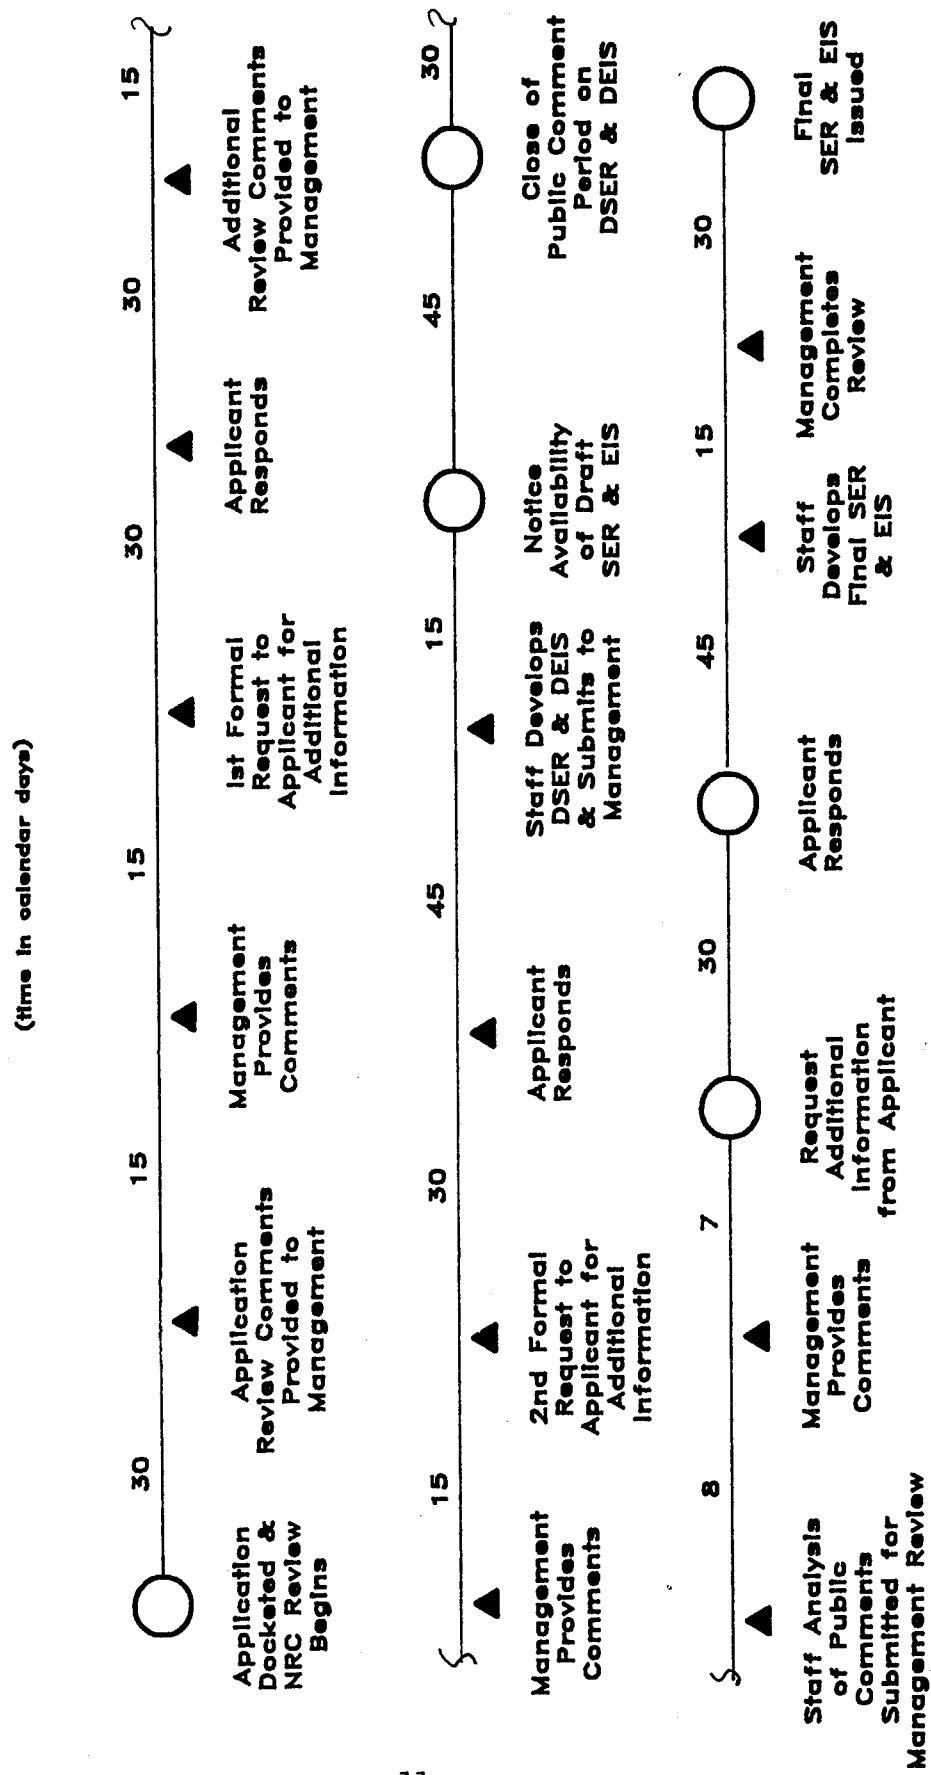 (time in calendar days)
30
15
15
30
30
15
Application
Docketed &
NRC Review
Begins
Application
Review Comments
Provided to
Management
Management
Provides
Comments
1st Formal
Request to
Applicant for
Additional
Information
Applicant
Responds
Additional
Review Comments
Provided to
Management
15
30
45
15
45
30
Management
Provides
Comments
2nd Formal
Request to
Applicant for
Additional
Information
Applicant
Responds
Staff Develops
DSER & DEIS
& Submits to
Management
Notice
Availability
of Draft
SER & EIS
Close of
Public Comment
Period on
DSER & DEIS
8
7
30
45
15
30
Staff Analysis
of Public
Comments
Submitted for
Management Review
Management
Provides
Comments
Request
Additional
Information
from Applicant
Applicant
Responds
Staff
Develops
Final SER
& EIS
Management
Completes
Review
Final
SER & EIS
Issued